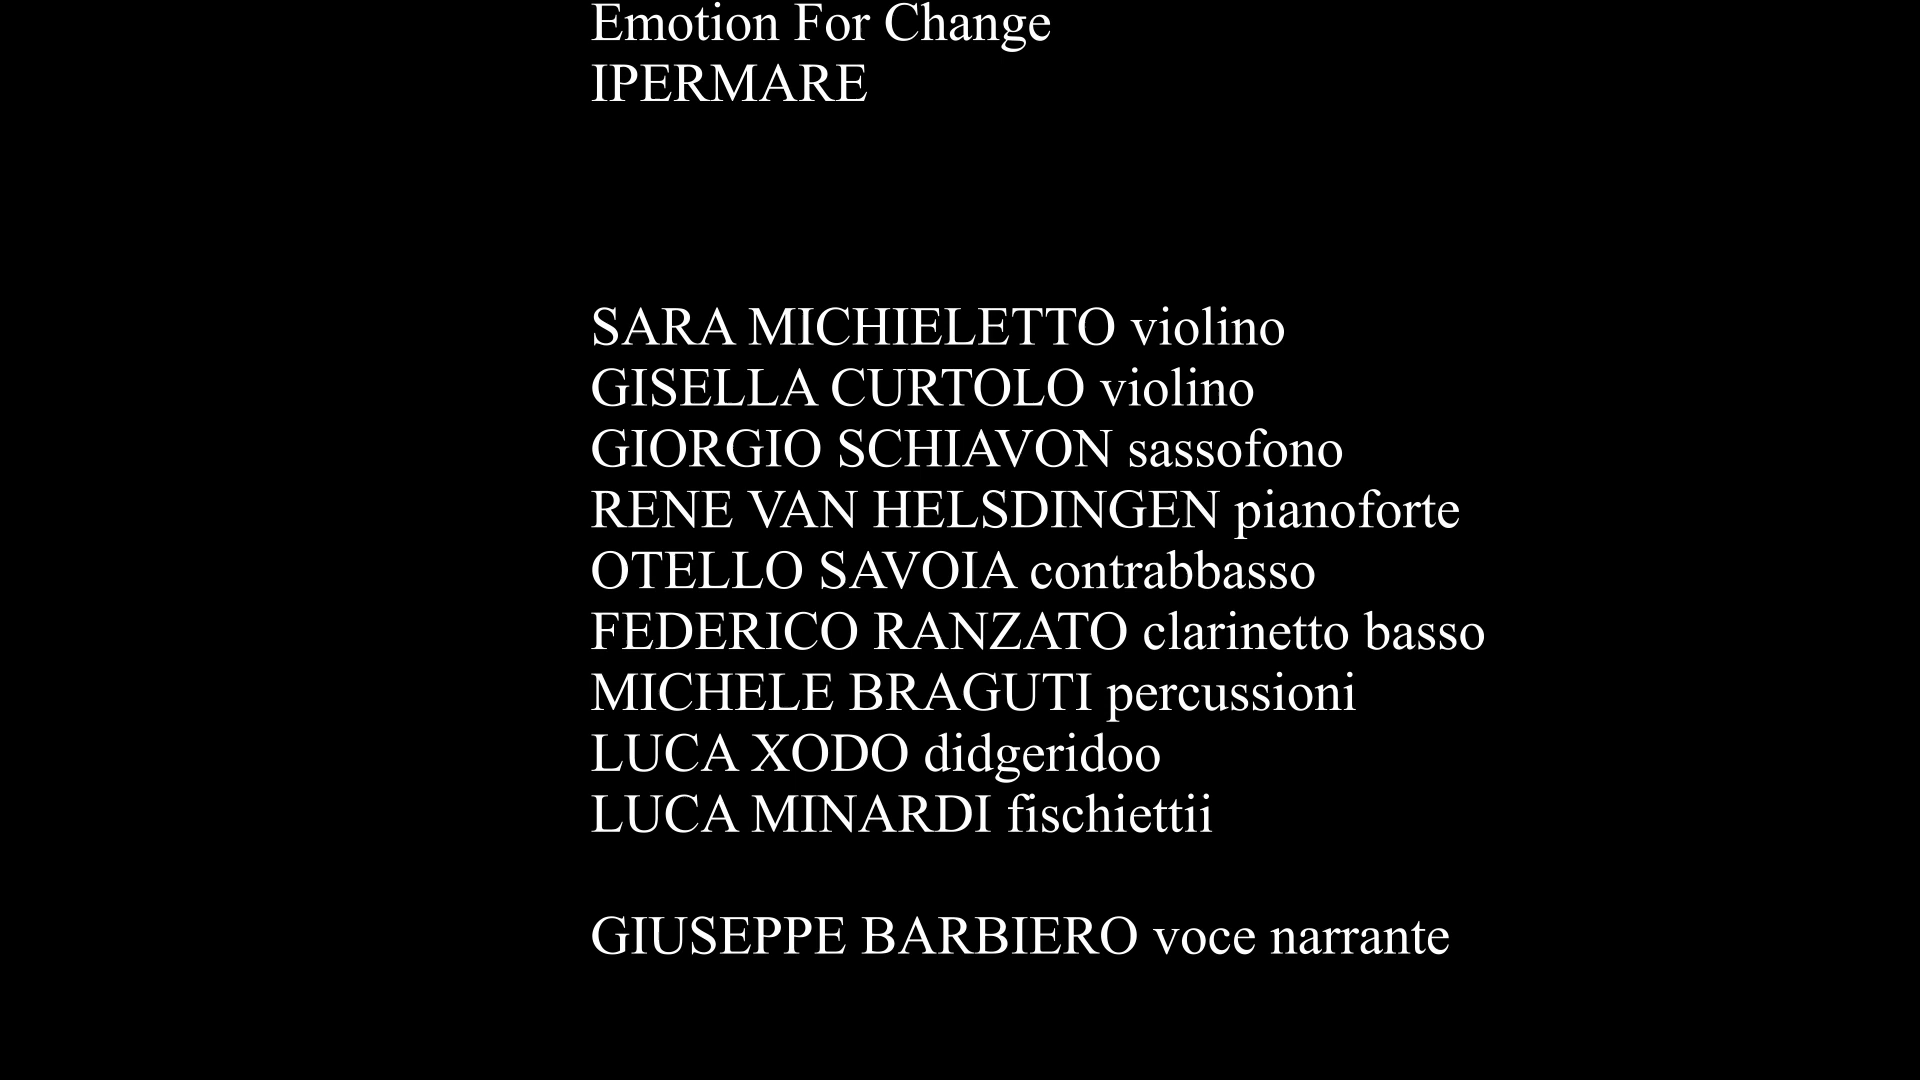 Emotion For Change
IPERMARE
SARA MICHIELETTO violino
GISELLA CURTOLO violino
GIORGIO SCHIAVON sassofono
RENE VAN HELSDINGEN pianoforte
OTELLO SAVOIA contrabbasso
FEDERICO RANZATO clarinetto basso
MICHELE BRAGUTI percussioni
LUCA XODO didgeridoo
LUCA MINARDI fischiettii
GIUSEPPE BARBIERO voce narrante